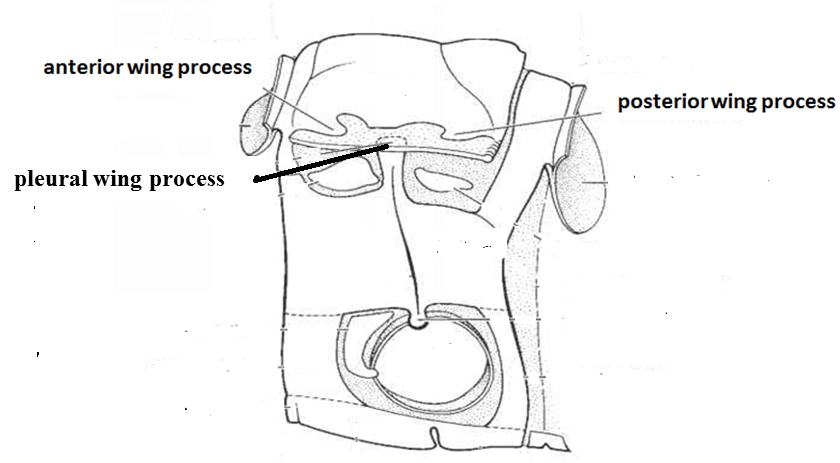 anterior wing process
posterior wing process
pleural wing process